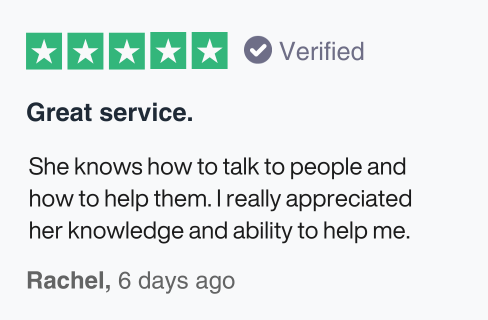 Verified
Great service.
She knows how to talk to people and
how to help them. I really appreciated
her knowledge and ability to help me.
Rachel, 6 days ago